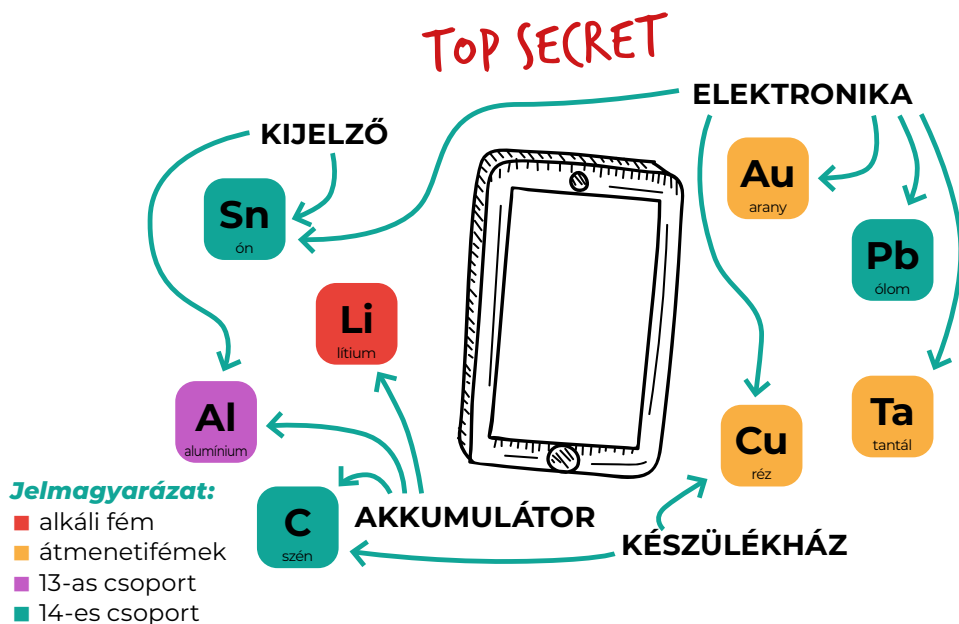 TOP SECRET
ELEKTRONIKA
KIJELZŐ
Au
arany
Sn
ón
Pb
ólom
Li
lítium
Al
alumínium
Ta
tantál
Cu
réz
Jelmagyarázat:
alkáli fém
átmenetifémek
13-as csoport
14-es csoport
C
szén
AKKUMULÁTOR
KÉSZÜLÉKHÁZ